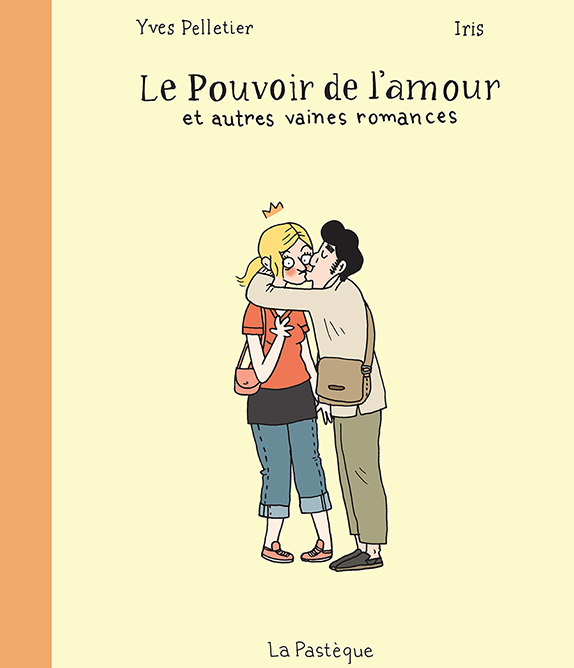 Yves Pelletier
Iris
Le Pouvoir de l'amour
et autres vaines romances
La Pastèque